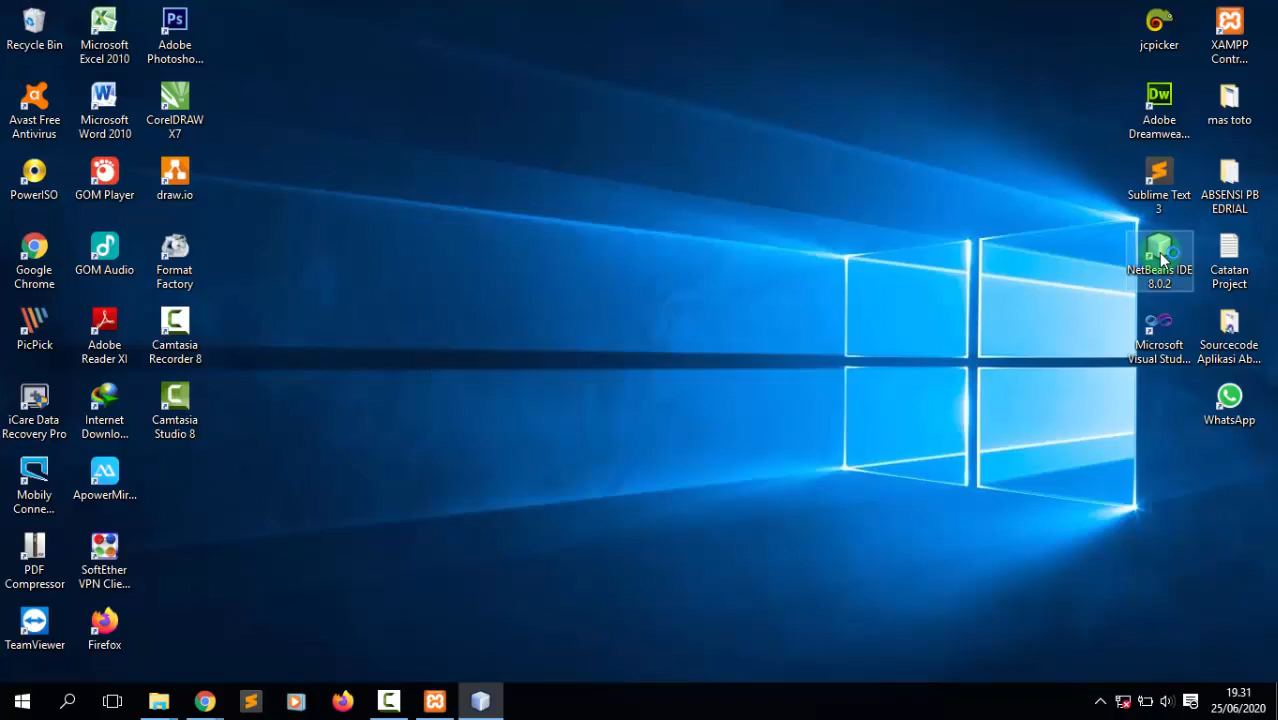 Recycle Bin
Microsoft
Excel 2010
Ps
Adobe
Photosho...
Avast Free
Antivirus
Microsoft
Word 2010
CorelDRAW
X7
PowerISO
GOM Player
draw.io
Google
Chrome
GOM Audio
Format
Factory
PicPick
Adobe
Reader XI
Camtasia
Recorder 8
iCare Data
Recovery Pro
Internet
Downlo...
Camtasia
Studio 8
Mobily
Conne...
ApowerMir...
PDF
Compressor
SoftEther
VPN Clie...
TeamViewer
Firefox
jcpicker
XAMPP
Contr...
Dw
Adobe
Dreamwea...
mas toto
Sublime Text
3
ABSENSI PB
EDRIAL
NetBeans IDE
8.0.2
Catatan
Project
Microsoft
Visual Stud...
Sourcecode
Aplikasi Ab...
WhatsApp
19.31
25/06/2020